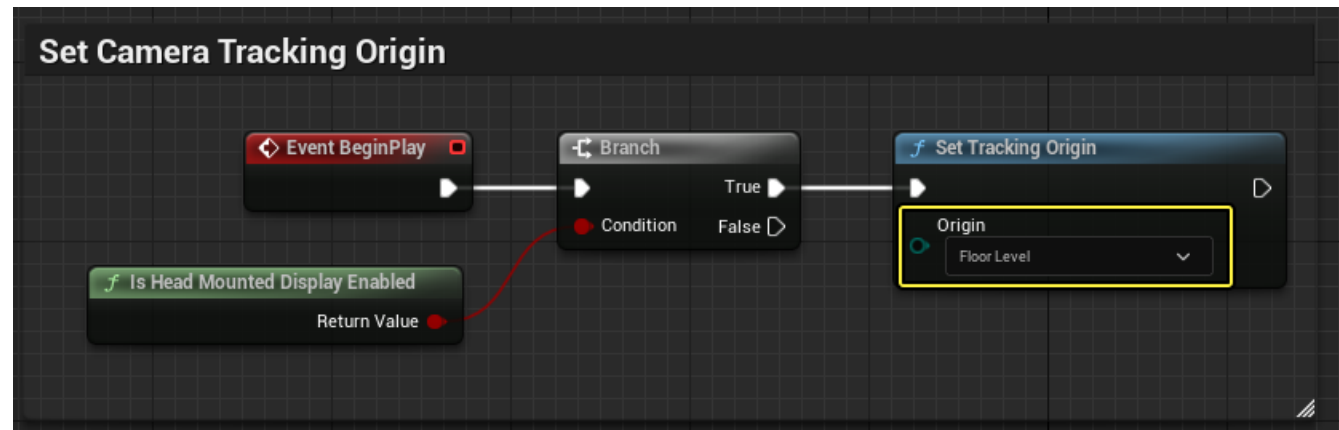 Set Camera Tracking Origin
Event BeginPlay
Branch
Set Tracking Origin
True
Condition
False
Origin
Floor Level
Is Head Mounted Display Enabled
Return Value